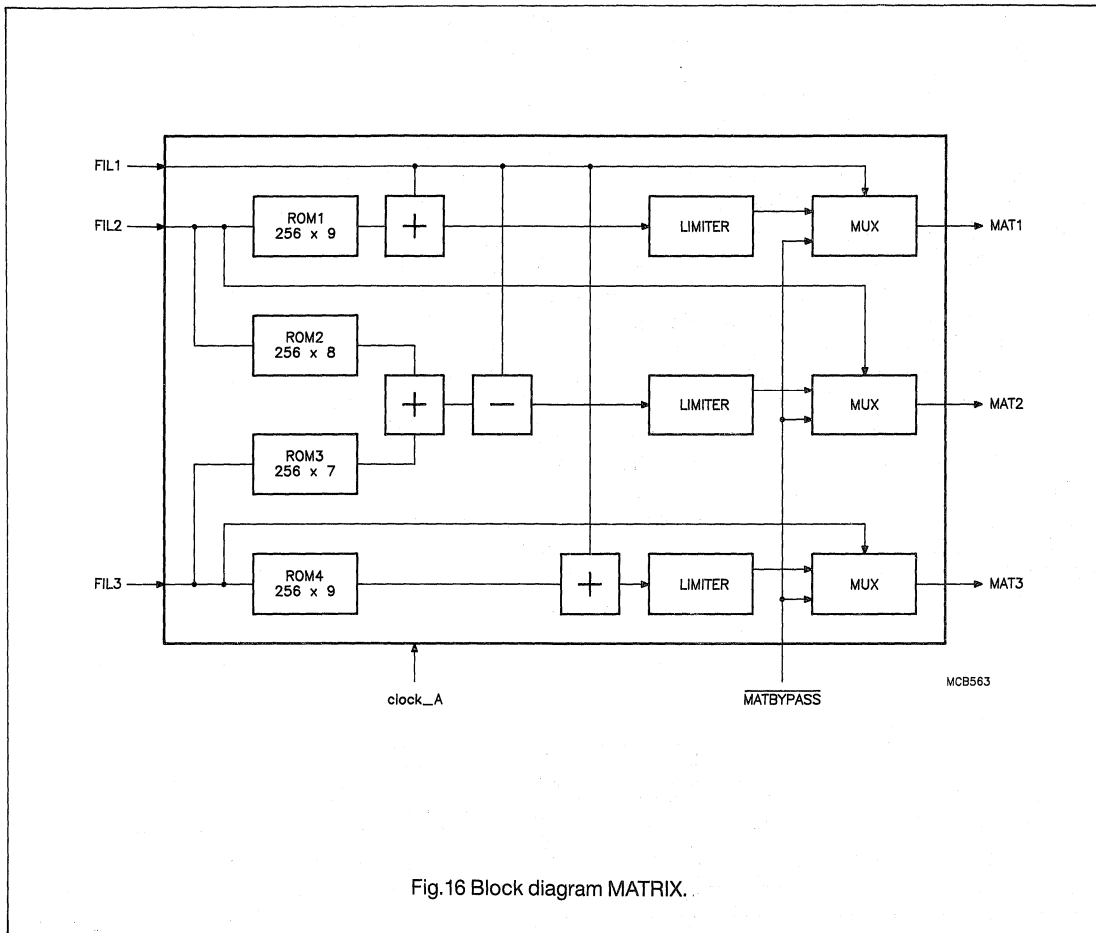 FIL1
FIL2
ROM1
256 x 9
+
LIMITER
MUX
MAT1
ROM2
256 x 8
+
−
LIMITER
MUX
MAT2
ROM3
256 x 7
FIL3
ROM4
256 x 9
+
LIMITER
MUX
MAT3
clock_A
MATBYPASS
MCB563
Fig.16 Block diagram MATRIX.